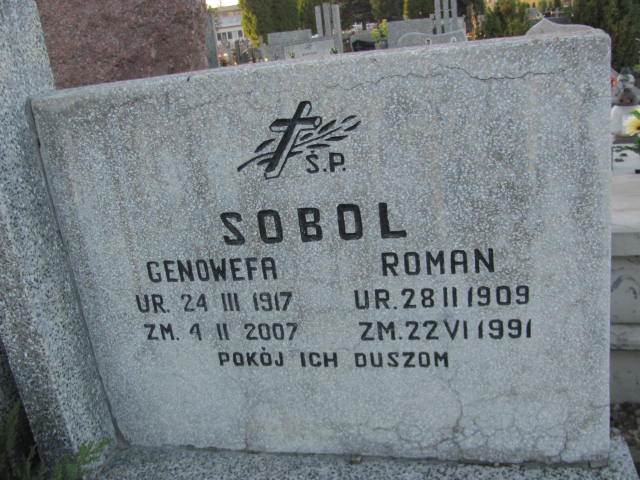 Ś.P.
SOBOL
GENOWEFA ROMAN
UR. 24 III 1917 UR. 28 II 1909
ZM. 4 II 2007 ZM. 22 VI 1991
POKÓJ ICH DUSZOM